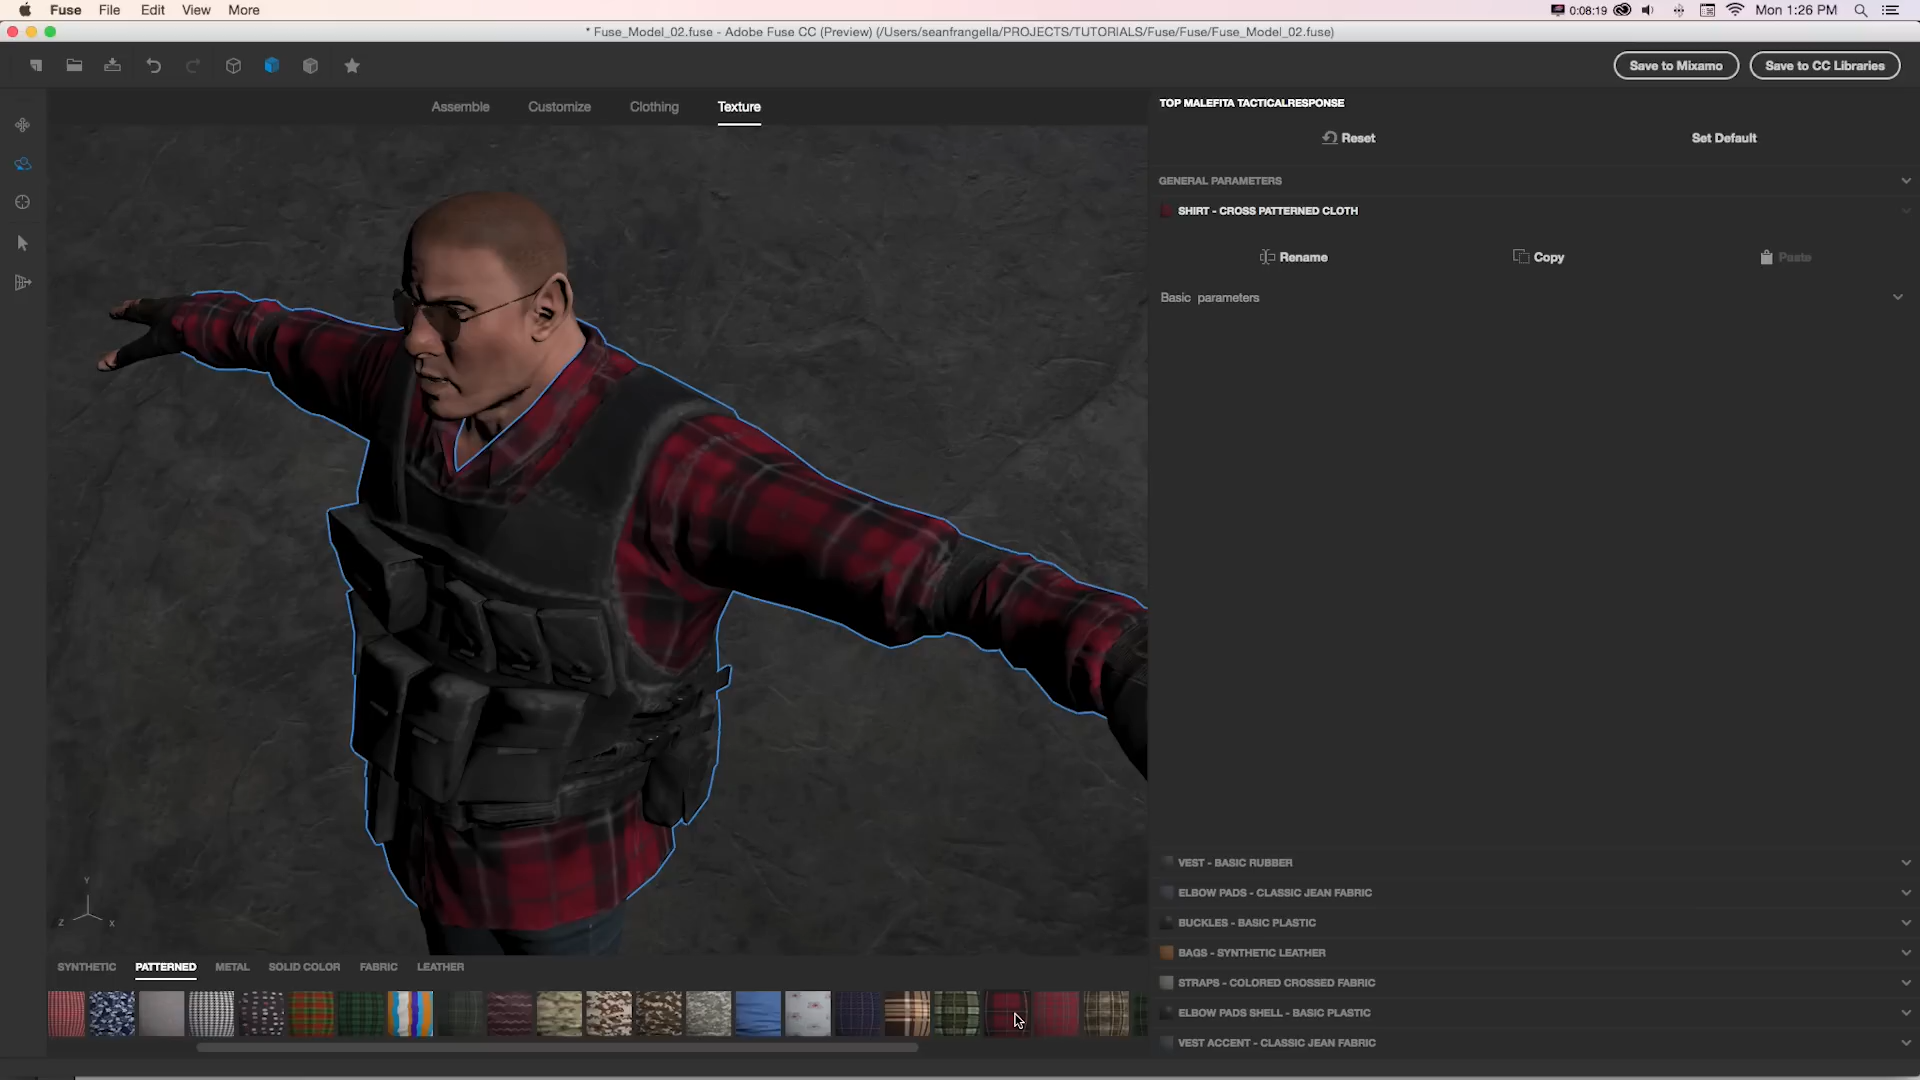 Fuse File Edit View More 0:08:19 Mon 1:26 PM
* Fuse_Model_02.fuse - Adobe Fuse CC (Preview) (/Users/seanfrangella/PROJECTS/TUTORIALS/Fuse/Fuse/Fuse_Model_02.fuse)
Save to Mixamo Save to CC Libraries
Assemble Customize Clothing Texture
TOP MALEFITA TACTICALRESPONSE
Reset Set Default
GENERAL PARAMETERS
SHIRT - CROSS PATTERNED CLOTH
Rename Copy Paste
Basic parameters
VEST - BASIC RUBBER
ELBOW PADS - CLASSIC JEAN FABRIC
BUCKLES - BASIC PLASTIC
BAGS - SYNTHETIC LEATHER
STRAPS - COLORED CROSSED FABRIC
ELBOW PADS SHELL - BASIC PLASTIC
VEST ACCENT - CLASSIC JEAN FABRIC
Y
Z X
SYNTHETIC PATTERNED METAL SOLID COLOR FABRIC LEATHER